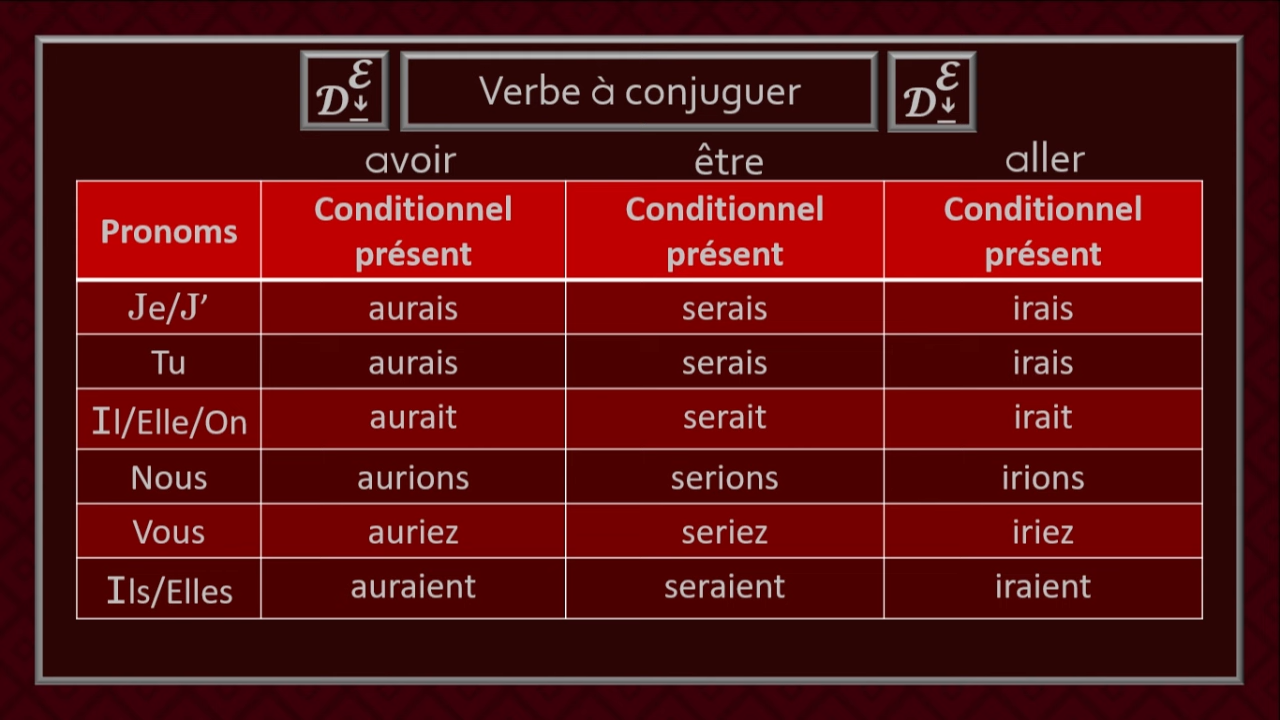 DE Verbe à conjuguer DE
avoir être aller
Pronoms Conditionnel présent Conditionnel présent Conditionnel présent
Je/J’ aurais serais irais
Tu aurais serais irais
Il/Elle/On aurait serait irait
Nous aurions serions irions
Vous auriez seriez iriez
Ils/Elles auraient seraient iraient